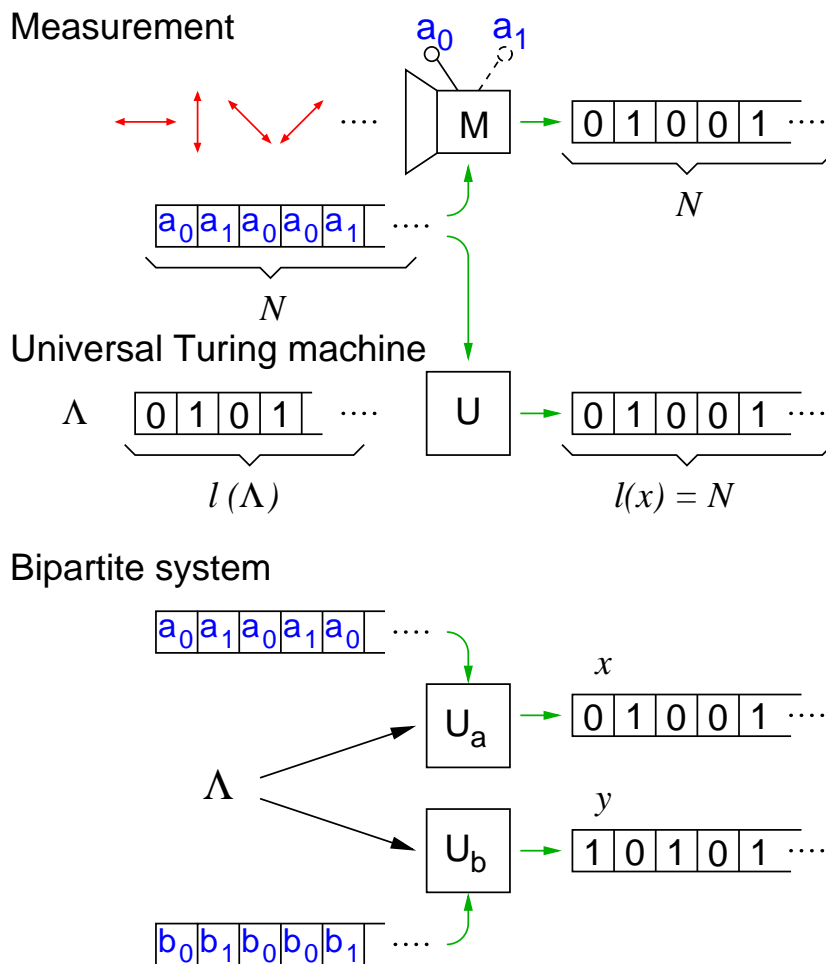 Measurement
a0 a1
.... M 0 1 0 0 1 ....
N
a0 a1 a0 a0 a1 ....
N
Universal Turing machine
Λ 0 1 0 1 .... U 0 1 0 0 1 ....
l (Λ) l(x) = N
Bipartite system
a0 a1 a0 a1 a0 ....
x
Ua 0 1 0 0 1 ....
Λ
y
Ub 1 0 1 0 1 ....
b0 b1 b0 b0 b1 ....